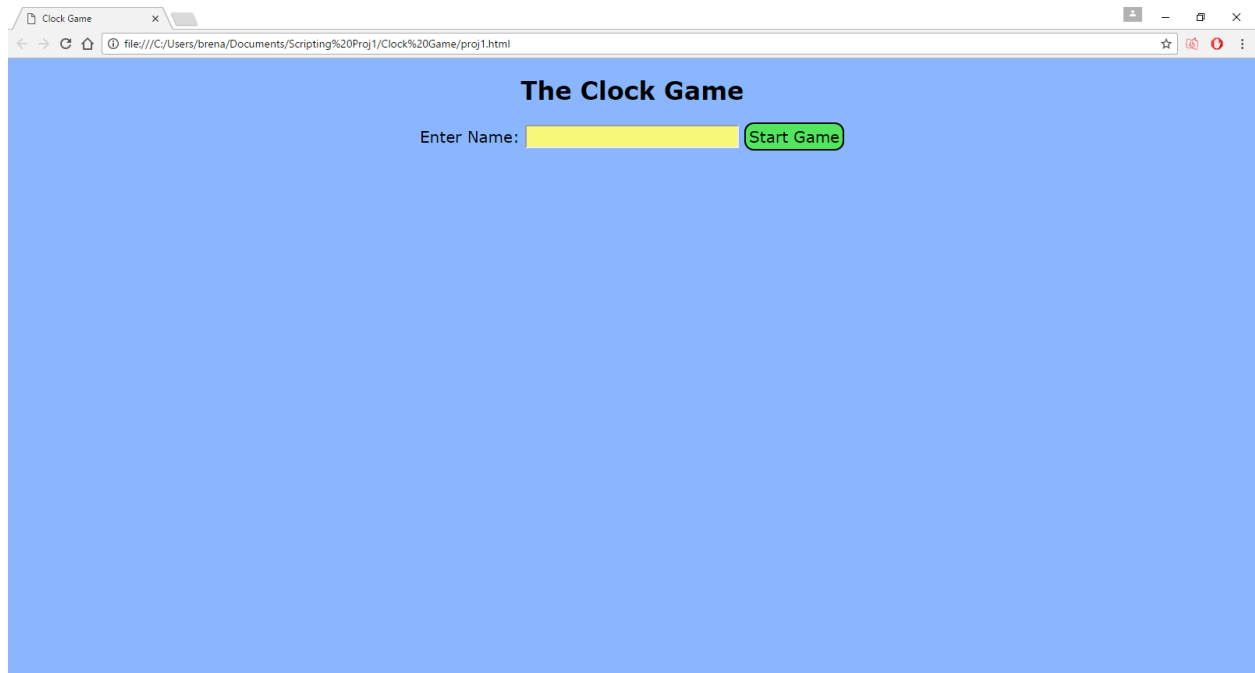 Clock Game
file:///C:/Users/brena/Documents/Scripting%20Proj1/Clock%20Game/proj1.html
The Clock Game
Enter Name: Start Game